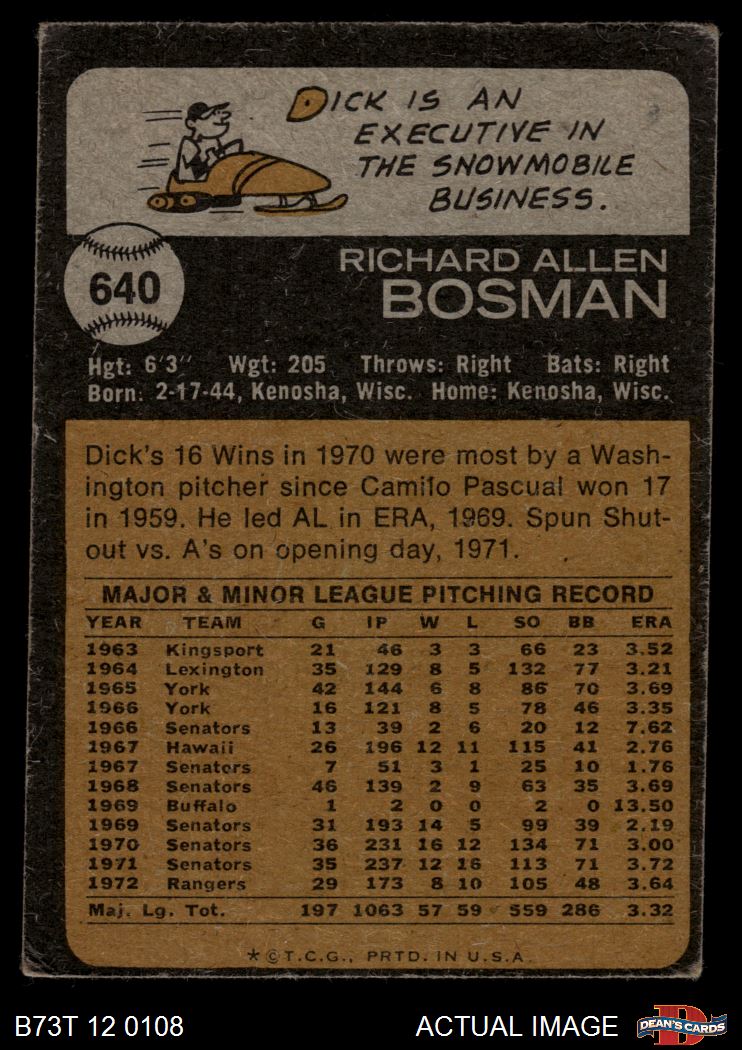 DICK IS AN
EXECUTIVE IN
THE SNOWMOBILE
BUSINESS.
640
RICHARD ALLEN
BOSMAN
Hgt: 6'3" Wgt: 205 Throws: Right Bats: Right
Born: 2-17-44, Kenosha, Wisc. Home: Kenosha, Wisc.
Dick's 16 Wins in 1970 were most by a Wash-
ington pitcher since Camilo Pascual won 17
in 1959. He led AL in ERA, 1969. Spun Shut-
out vs. A's on opening day, 1971.
MAJOR & MINOR LEAGUE PITCHING RECORD
YEAR TEAM G IP W L SO BB ERA
1963 Kingsport 21 46 3 3 66 23 3.52
1964 Lexington 35 129 8 5 132 77 3.21
1965 York 42 144 6 8 86 70 3.69
1966 York 16 121 8 5 78 46 3.35
1966 Senators 13 39 2 6 20 12 7.62
1967 Hawaii 26 196 12 11 115 41 2.76
1967 Senators 7 51 3 1 25 10 1.76
1968 Senators 46 139 2 9 63 35 3.69
1969 Buffalo 1 2 0 0 2 0 13.50
1969 Senators 31 193 14 5 99 39 2.19
1970 Senators 36 231 16 12 134 71 3.00
1971 Senators 35 237 12 16 113 71 3.72
1972 Rangers 29 173 8 10 105 48 3.64
Maj. Lg. Tot. 197 1063 57 59 559 286 3.32
*©T.C.G., PRTD. IN U.S.A.
B73T 12 0108 ACTUAL IMAGE
D
DEAN'S CARDS